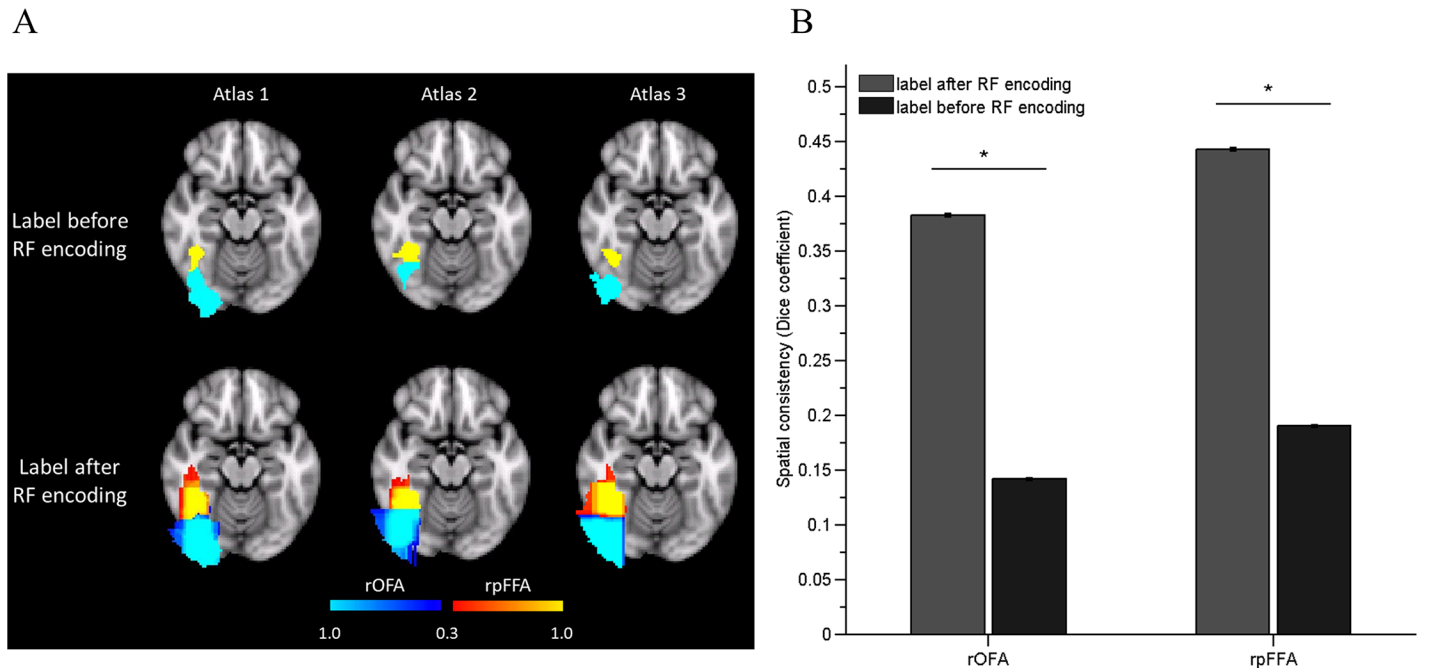 A
Atlas 1
Atlas 2
Atlas 3
Label before
RF encoding
Label after
RF encoding
rOFA
rpFFA
1.0
0.3
1.0
B
label after RF encoding
label before RF encoding
*
*
Spatial consistency (Dice coefficient)
0.5
0.45
0.4
0.35
0.3
0.25
0.2
0.15
0.1
0.05
0
rOFA
rpFFA